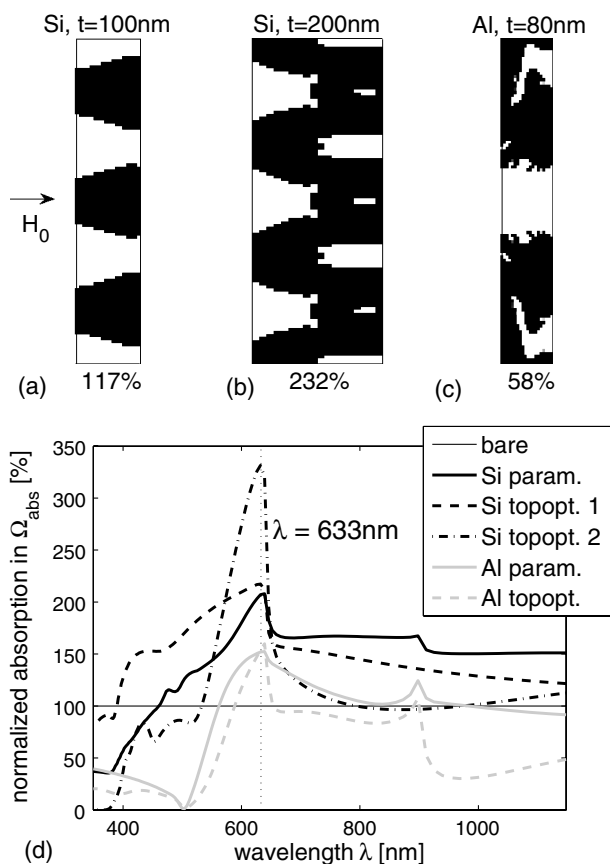 Si, t=100nm
Si, t=200nm
Al, t=80nm
H0
(a)
117%
(b)
232%
(c)
58%
normalized absorption in Ωabs [%]
350
300
250
200
150
100
50
0
λ = 633nm
bare
Si param.
Si topopt. 1
Si topopt. 2
Al param.
Al topopt.
400
600
800
1000
wavelength λ [nm]
(d)